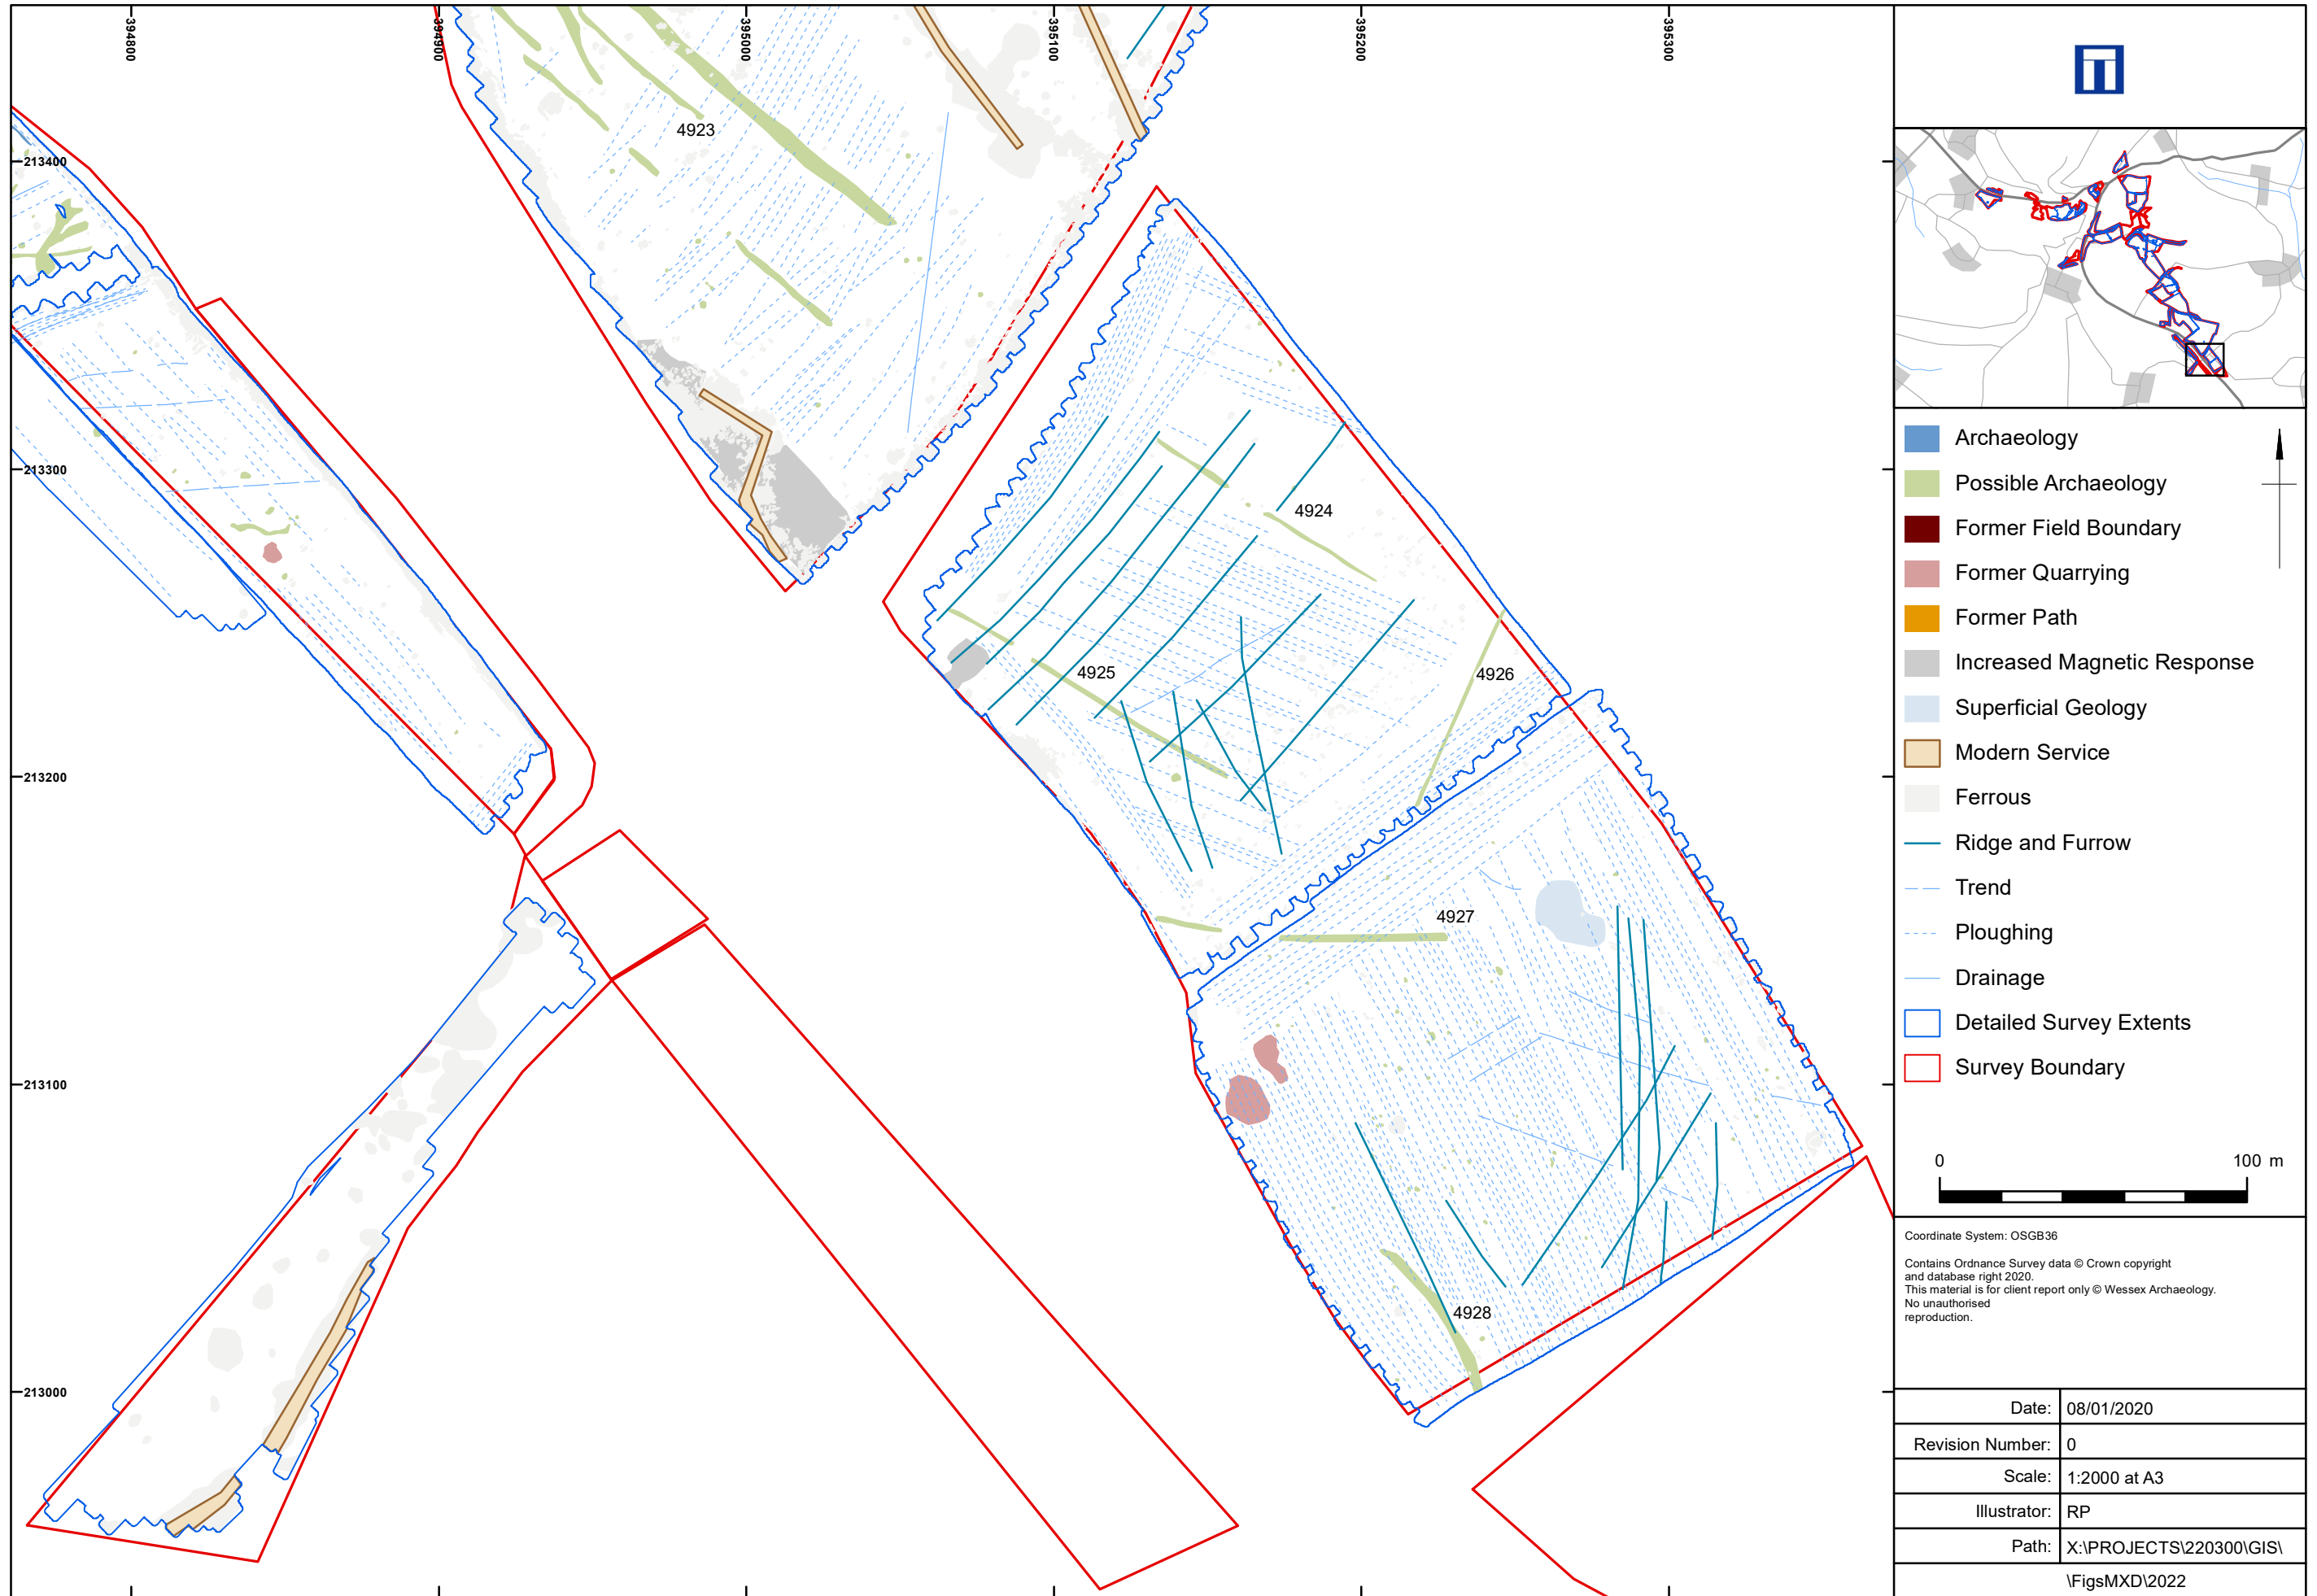 394800
394900
395000
395100
395200
395300
213400
213300
213200
213100
213000
4923
4924
4925
4926
4927
4928
Archaeology
Possible Archaeology
Former Field Boundary
Former Quarrying
Former Path
Increased Magnetic Response
Superficial Geology
Modern Service
Ferrous
Ridge and Furrow
Trend
Ploughing
Drainage
Detailed Survey Extents
Survey Boundary
0 100 m
Coordinate System: OSGB36
Contains Ordnance Survey data © Crown copyright
and database right 2020.
This material is for client report only © Wessex Archaeology.
No unauthorised
reproduction.
Date: 08/01/2020
Revision Number: 0
Scale: 1:2000 at A3
Illustrator: RP
Path: X:\PROJECTS\220300\GIS\
\FigsMXD\2022